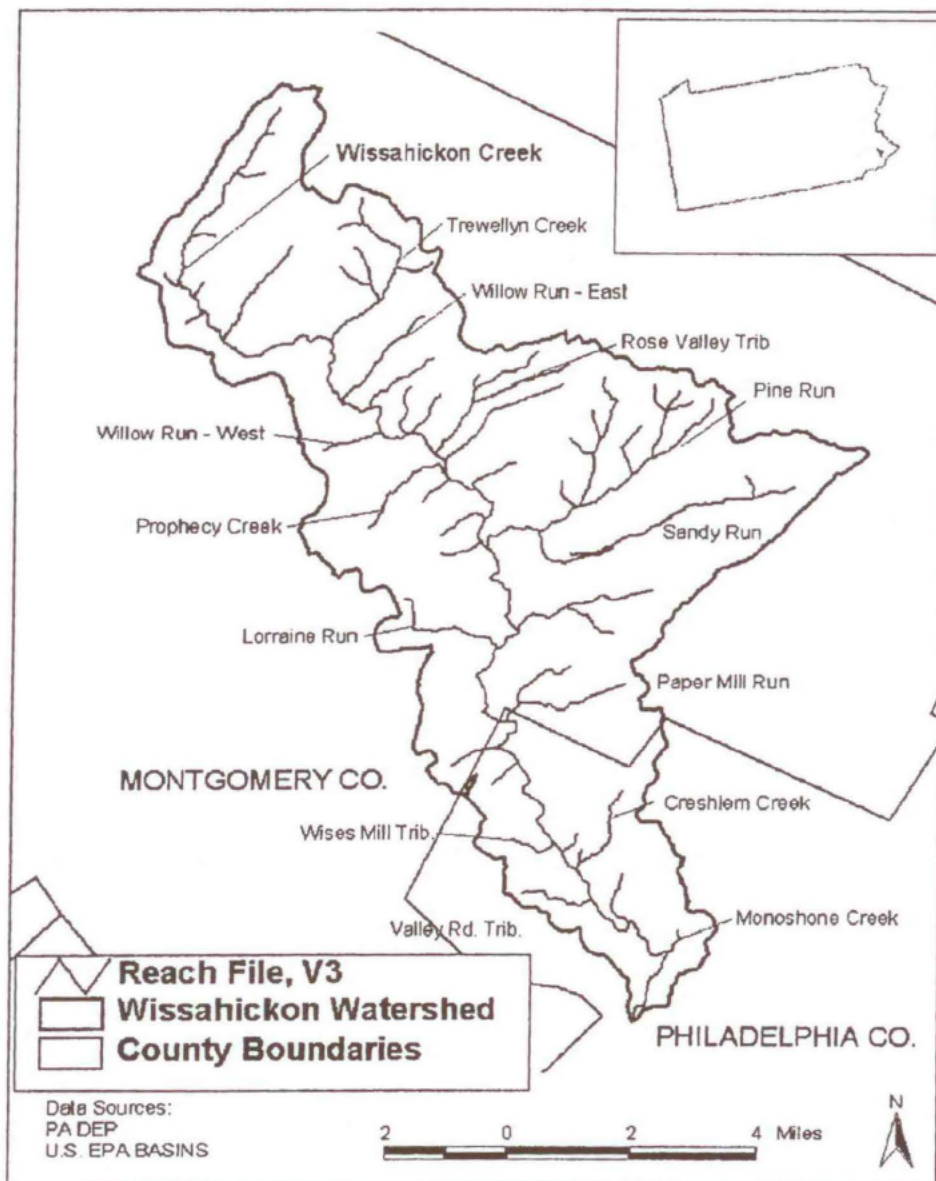 Wissahickon Creek
Trewellyn Creek
Willow Run - East
Rose Valley Trib
Pine Run
Willow Run - West
Prophecy Creek
Sandy Run
Lorraine Run
Paper Mill Run
MONTGOMERY CO.
Creshiem Creek
Wises Mill Trib.
Monoshone Creek
Valley Rd. Trib.
Reach File, V3
Wissahickon Watershed
County Boundaries
PHILADELPHIA CO.
Data Sources:
PA DEP
U.S. EPA BASINS
2 0 2 4 Miles
N